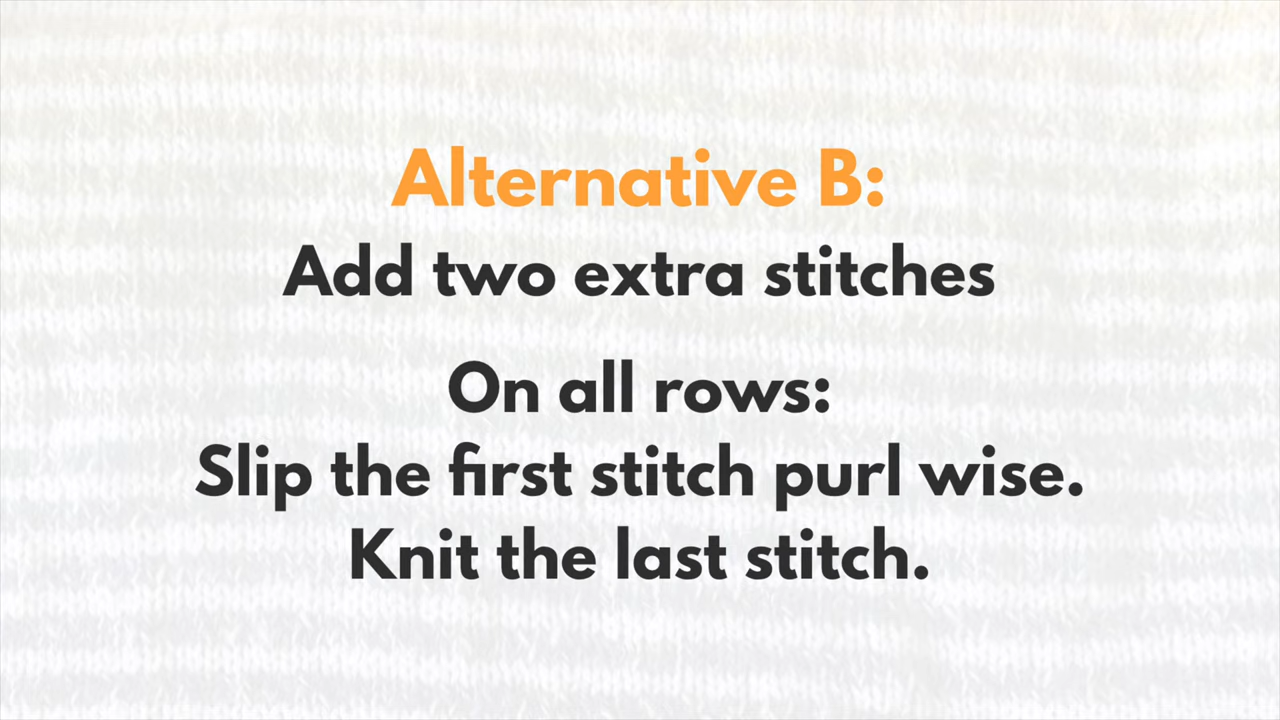 Alternative B:
Add two extra stitches
On all rows:
Slip the first stitch purl wise.
Knit the last stitch.